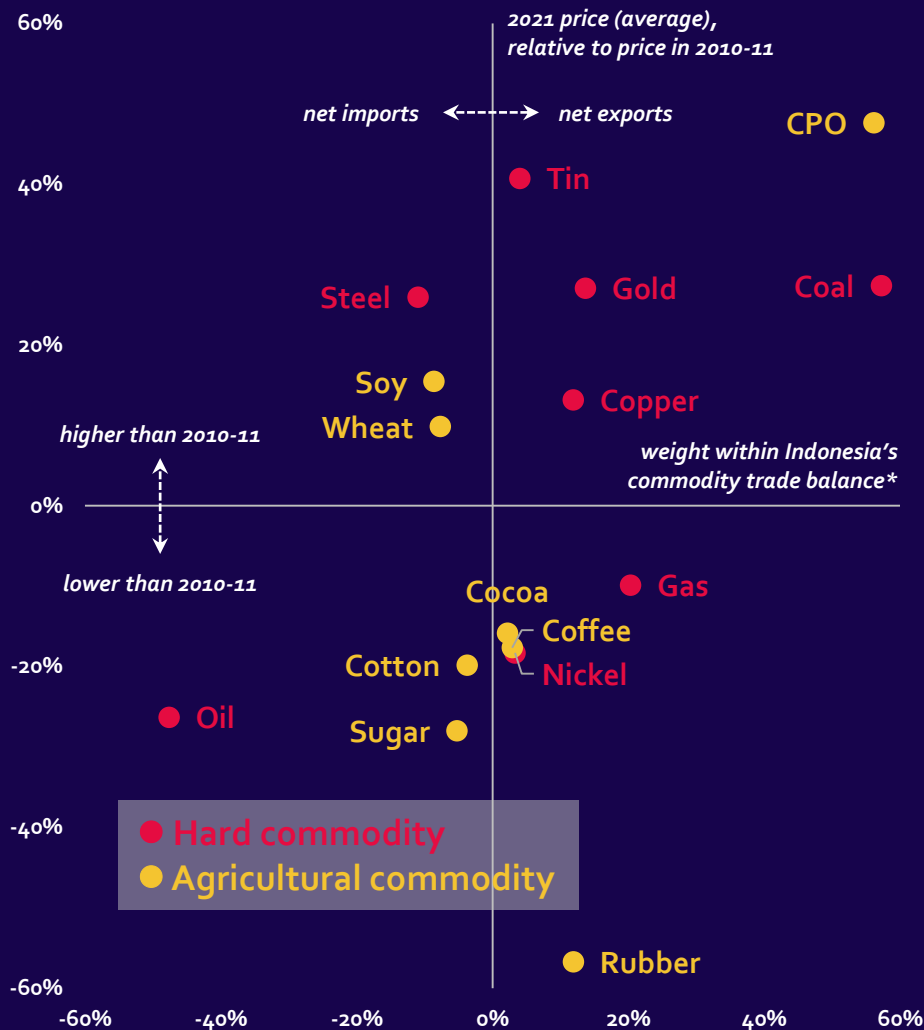 60%
2021 price (average),
relative to price in 2010-11
net imports
net exports
CPO
40%
Tin
Steel
Gold
Coal
20%
Soy
Copper
Wheat
higher than 2010-11
weight within Indonesia's
commodity trade balance*
0%
lower than 2010-11
Gas
Cocoa
Coffee
-20%
Cotton
Nickel
Oil
Sugar
-40%
Hard commodity
Agricultural commodity
Rubber
-60%
-60%
-40%
-20%
0%
20%
40%
60%